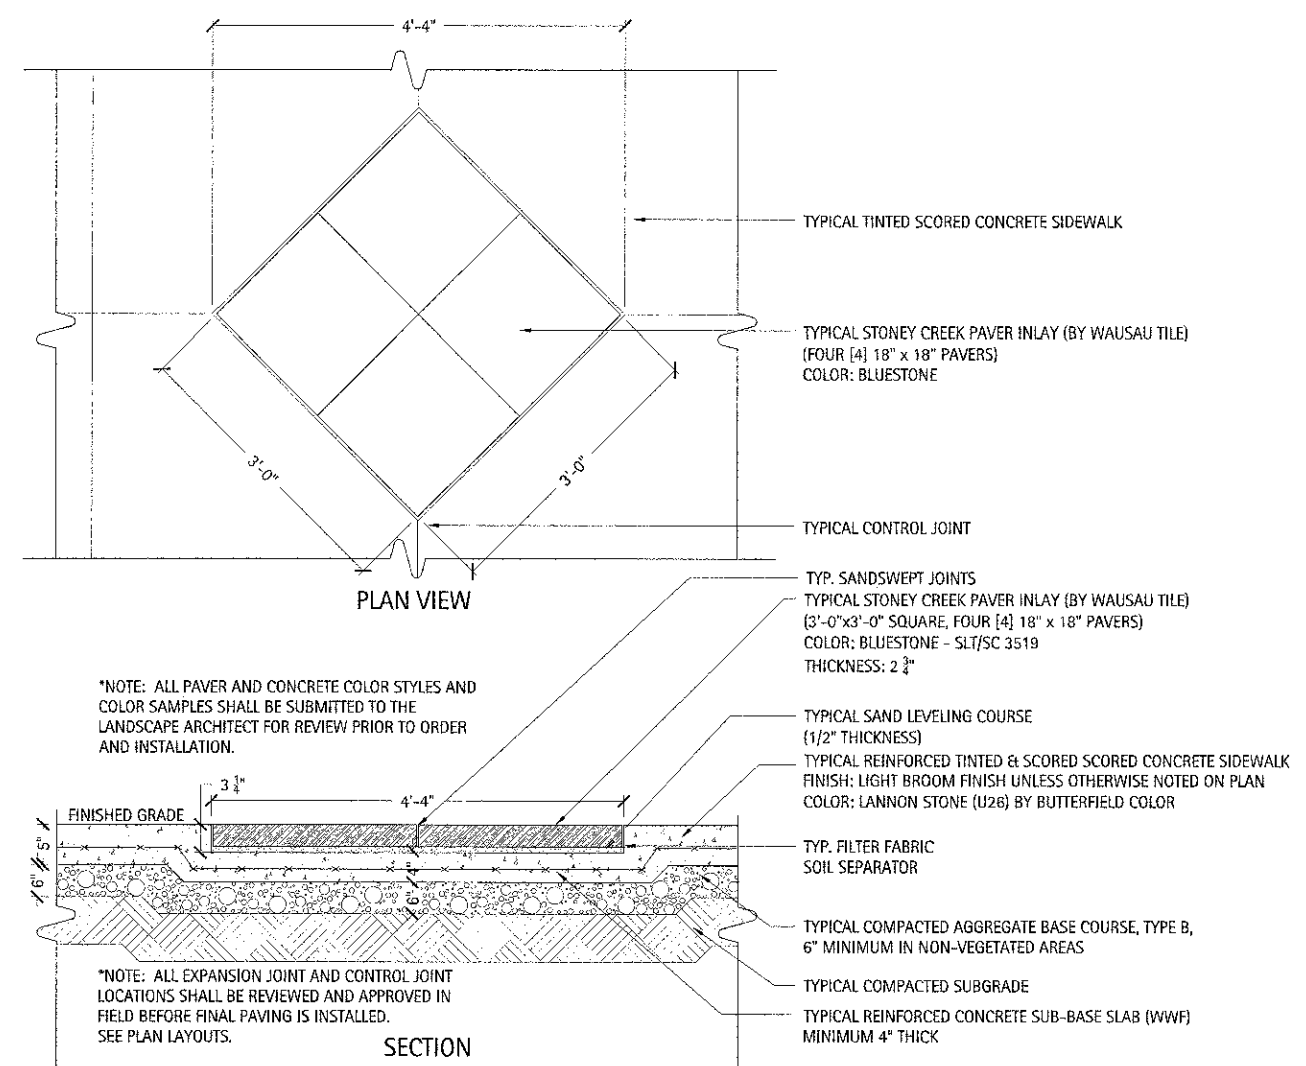 4'-4"
TYPICAL TINTED SCORED CONCRETE SIDEWALK
TYPICAL STONEY CREEK PAVER INLAY (BY WAUSAU TILE)
(FOUR [4] 18" x 18" PAVERS)
COLOR: BLUESTONE
3'-0"
3'-0"
TYPICAL CONTROL JOINT
PLAN VIEW
TYP. SANDSWEPT JOINTS
TYPICAL STONEY CREEK PAVER INLAY (BY WAUSAU TILE)
(3'-0"x3'-0" SQUARE, FOUR [4] 18" x 18" PAVERS)
COLOR: BLUESTONE - SLT/SC 3519
THICKNESS: 2 3/4"
*NOTE: ALL PAVER AND CONCRETE COLOR STYLES AND
COLOR SAMPLES SHALL BE SUBMITTED TO THE
LANDSCAPE ARCHITECT FOR REVIEW PRIOR TO ORDER
AND INSTALLATION.
TYPICAL SAND LEVELING COURSE
(1/2" THICKNESS)
TYPICAL REINFORCED TINTED & SCORED SCORED CONCRETE SIDEWALK
FINISH: LIGHT BROOM FINISH UNLESS OTHERWISE NOTED ON PLAN
COLOR: LANNON STONE (U26) BY BUTTERFIELD COLOR
3 1/4"
4'-4"
FINISHED GRADE
5"
6"
4"
6"
TYP. FILTER FABRIC
SOIL SEPARATOR
TYPICAL COMPACTED AGGREGATE BASE COURSE, TYPE B,
6" MINIMUM IN NON-VEGETATED AREAS
TYPICAL COMPACTED SUBGRADE
TYPICAL REINFORCED CONCRETE SUB-BASE SLAB (WWF)
MINIMUM 4" THICK
*NOTE: ALL EXPANSION JOINT AND CONTROL JOINT
LOCATIONS SHALL BE REVIEWED AND APPROVED IN
FIELD BEFORE FINAL PAVING IS INSTALLED.
SEE PLAN LAYOUTS.
SECTION